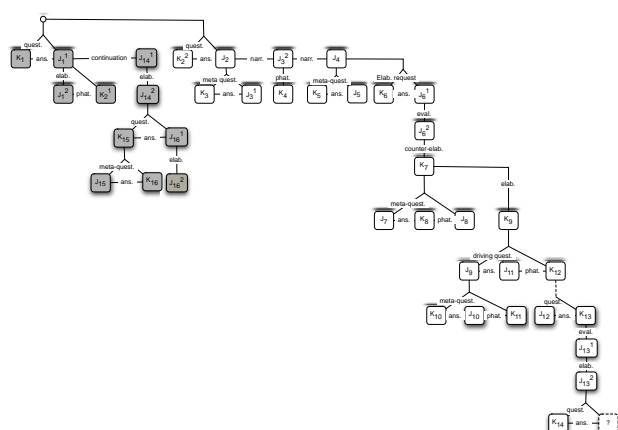 quest. quest. 
K1 ans. J1^1 continuation J14^1 K2^2 ans. J2 narr. J3^2 narr. J4
elab. elab. meta quest. phat. meta-quest. Elab. request
J1^2 phat. K2^1 J14^2 K3 ans. J3^1 K4 K5 ans. J5 K6 ans. J6^1
quest. eval.
K15 ans. J16^1 J6^2
meta-quest. elab. counter-elab.
J15 ans. K16 J16^2 K7
meta-quest. elab.
J7 ans. K8 phat. J8 K9
driving quest.
J9 ans. J11 phat. K12
meta-quest. quest.
K10 ans. J10 phat. K11 J12 ans. K13
eval.
J13^1
elab.
J13^2
quest.
K14 ans. ?